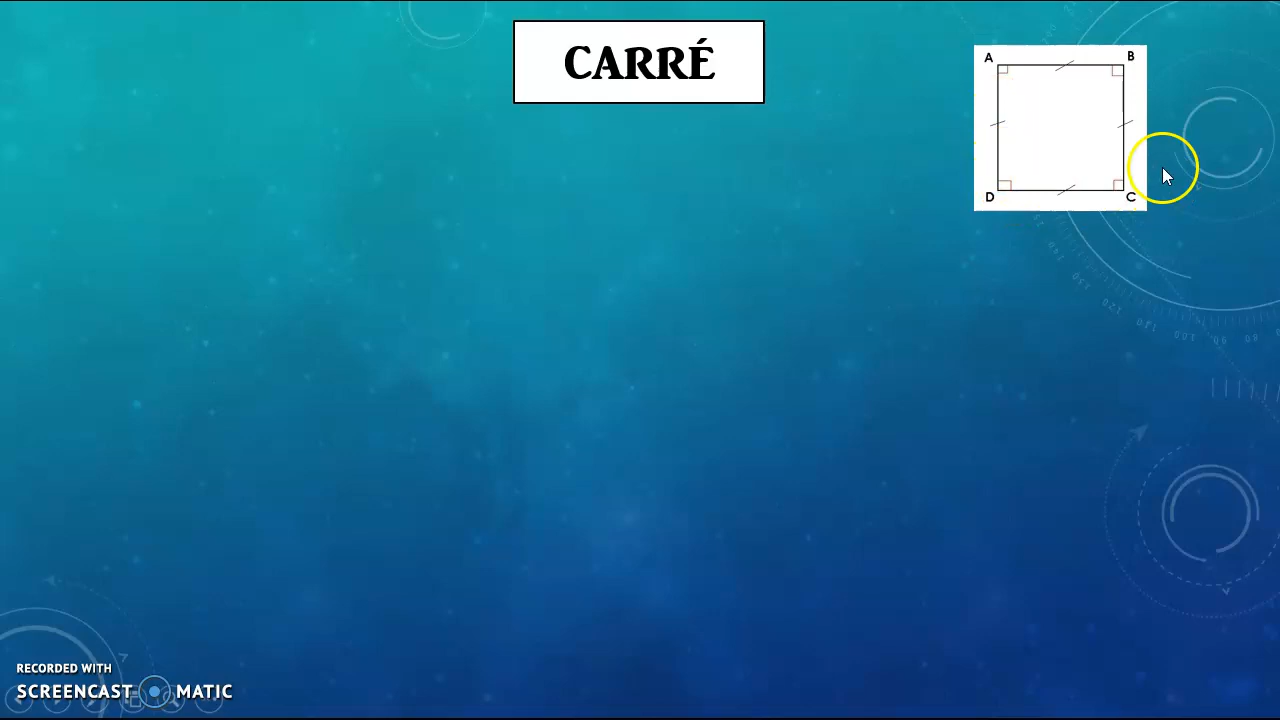 CARRÉ
A B
D C
RECORDED WITH
SCREENCAST MATIC